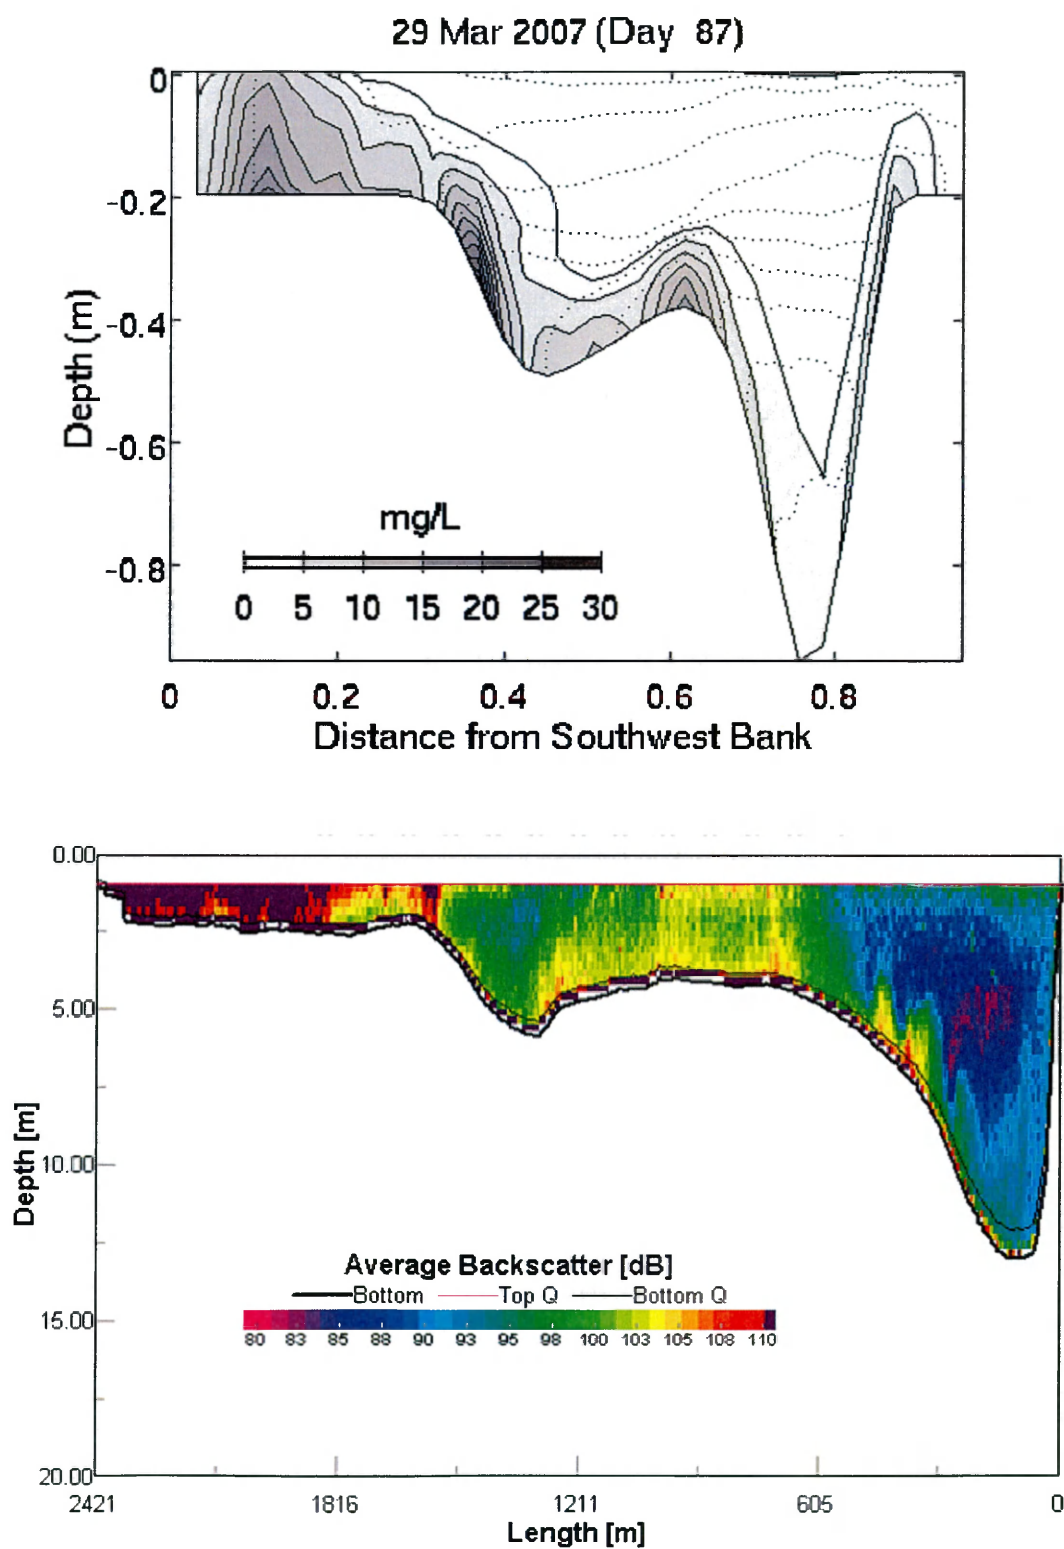 29 Mar 2007 (Day 87)
0
-0.2
-0.4
-0.6
-0.8
Depth (m)
mg/L
0 5 10 15 20 25 30
0 0.2 0.4 0.6 0.8
Distance from Southwest Bank
0.00
5.00
10.00
15.00
20.00
Depth [m]
Average Backscatter [dB]
Bottom Top Q Bottom Q
80 83 85 88 90 93 95 98 100 103 105 108 110
2421 1816 1211 605 0
Length [m]